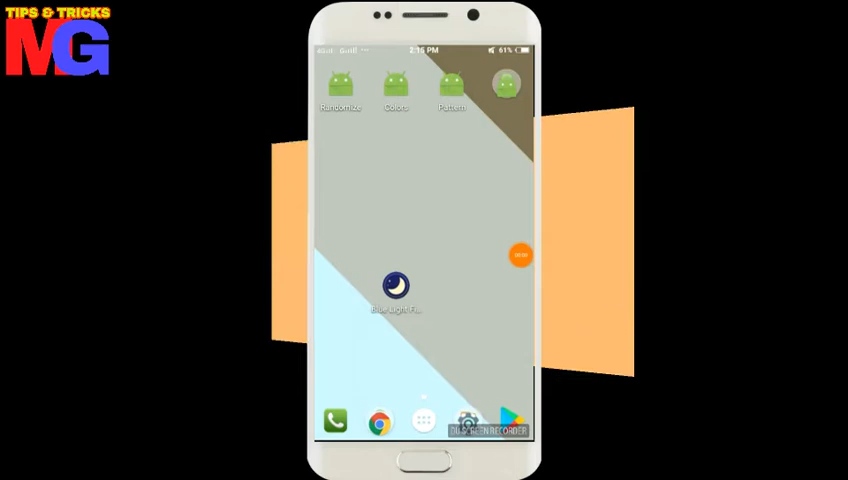 TIPS & TRICKS
MG
2:15 PM
61%
Randomize
Colors
Pattern
Blue Light Fi...
DU SCREEN RECORDER